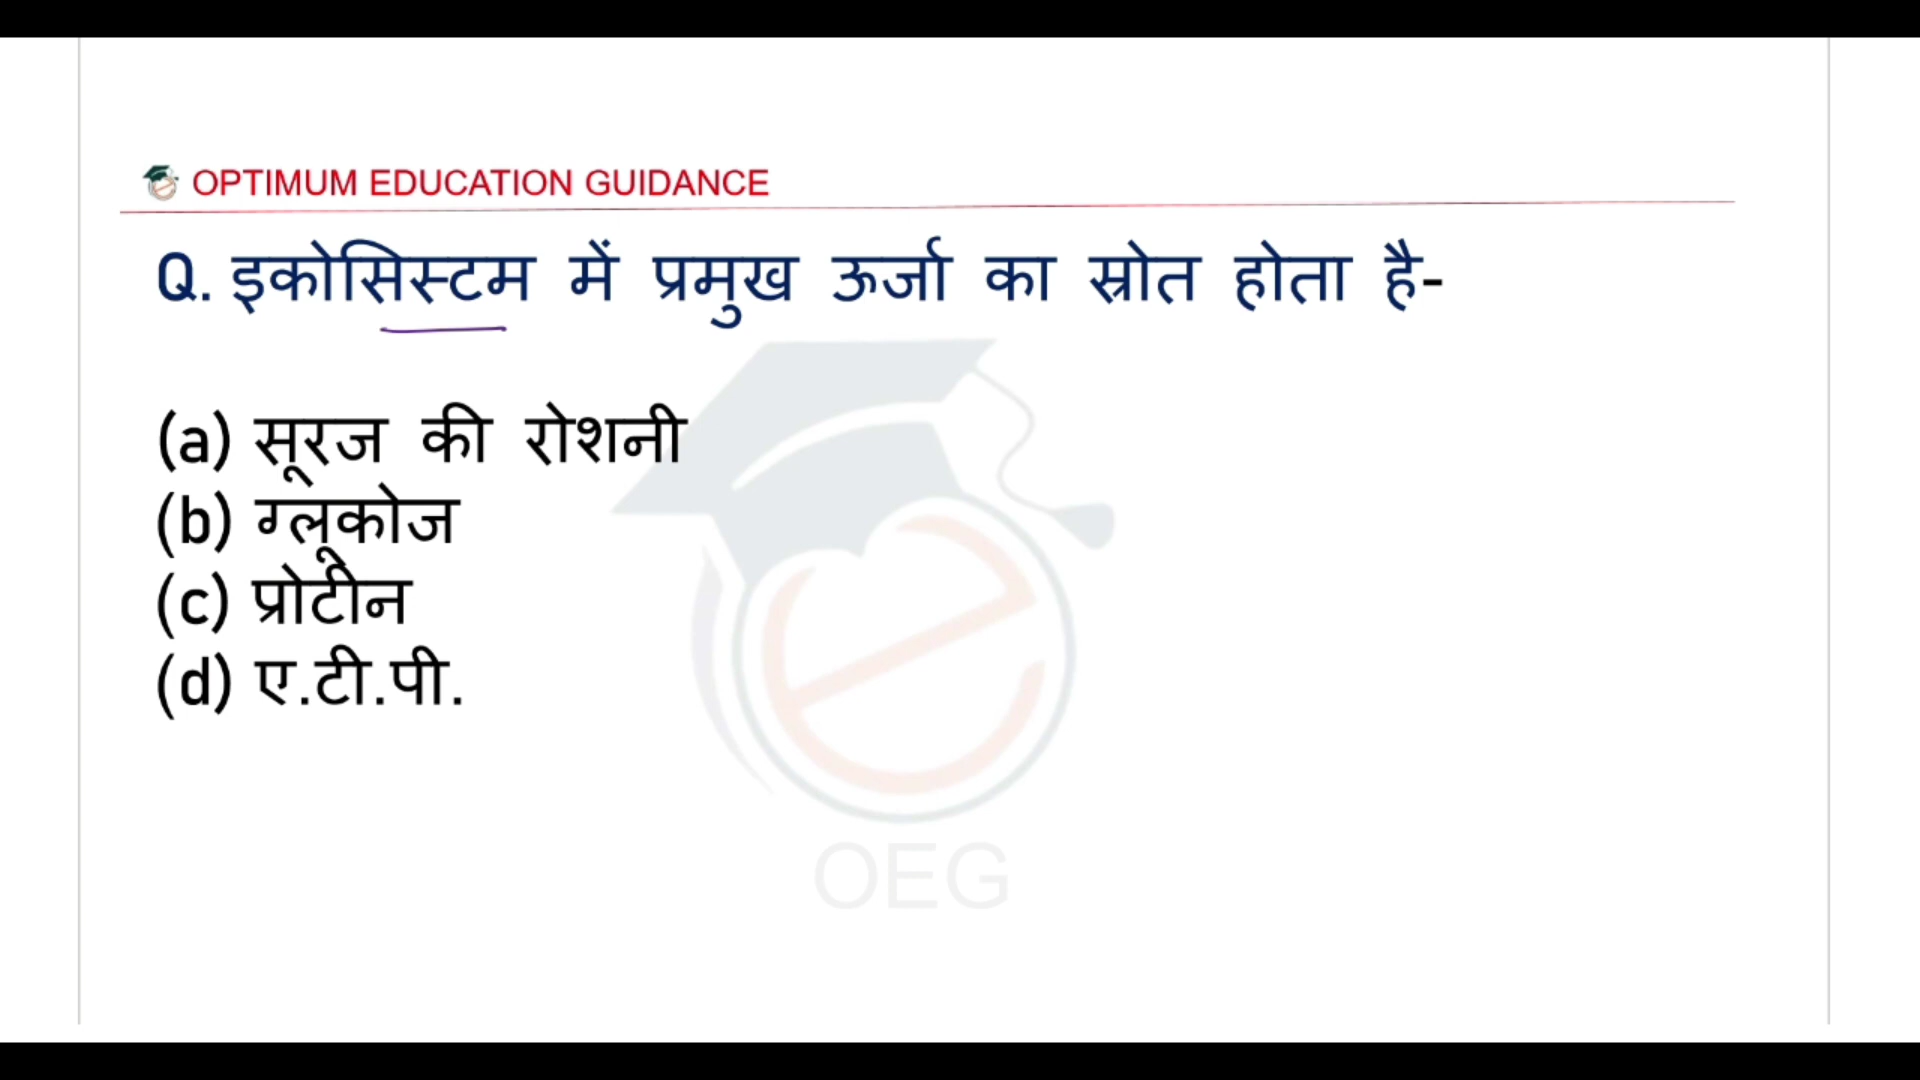 OPTIMUM EDUCATION GUIDANCE
Q. इकोसिस्टम में प्रमुख ऊर्जा का स्रोत होता है-
(a) सूरज की रोशनी
(b) ग्लूकोज
(c) प्रोटीन
(d) ए.टी.पी.
OEG